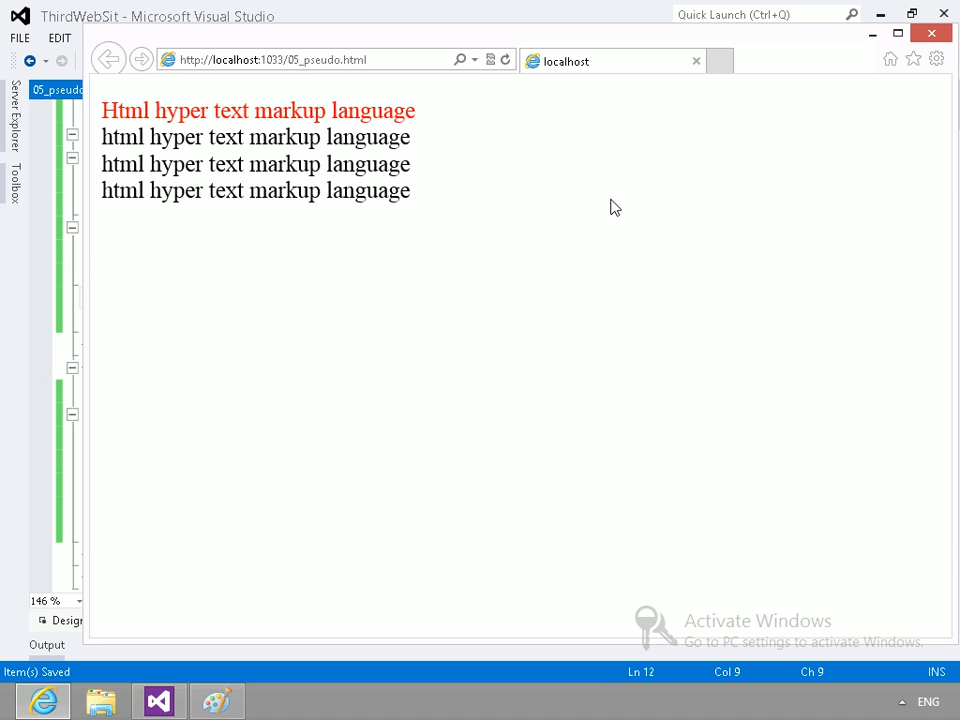 ThirdWebSit - Microsoft Visual Studio
Quick Launch (Ctrl+Q)
FILE
EDIT
http://localhost:1033/05_pseudo.html
localhost
05_pseudo
Server Explorer
Toolbox
Html hyper text markup language
html hyper text markup language
html hyper text markup language
html hyper text markup language
146 %
Design
Activate Windows
Go to PC settings to activate Windows.
Output
Item(s) Saved
Ln 12
Col 9
Ch 9
INS
ENG